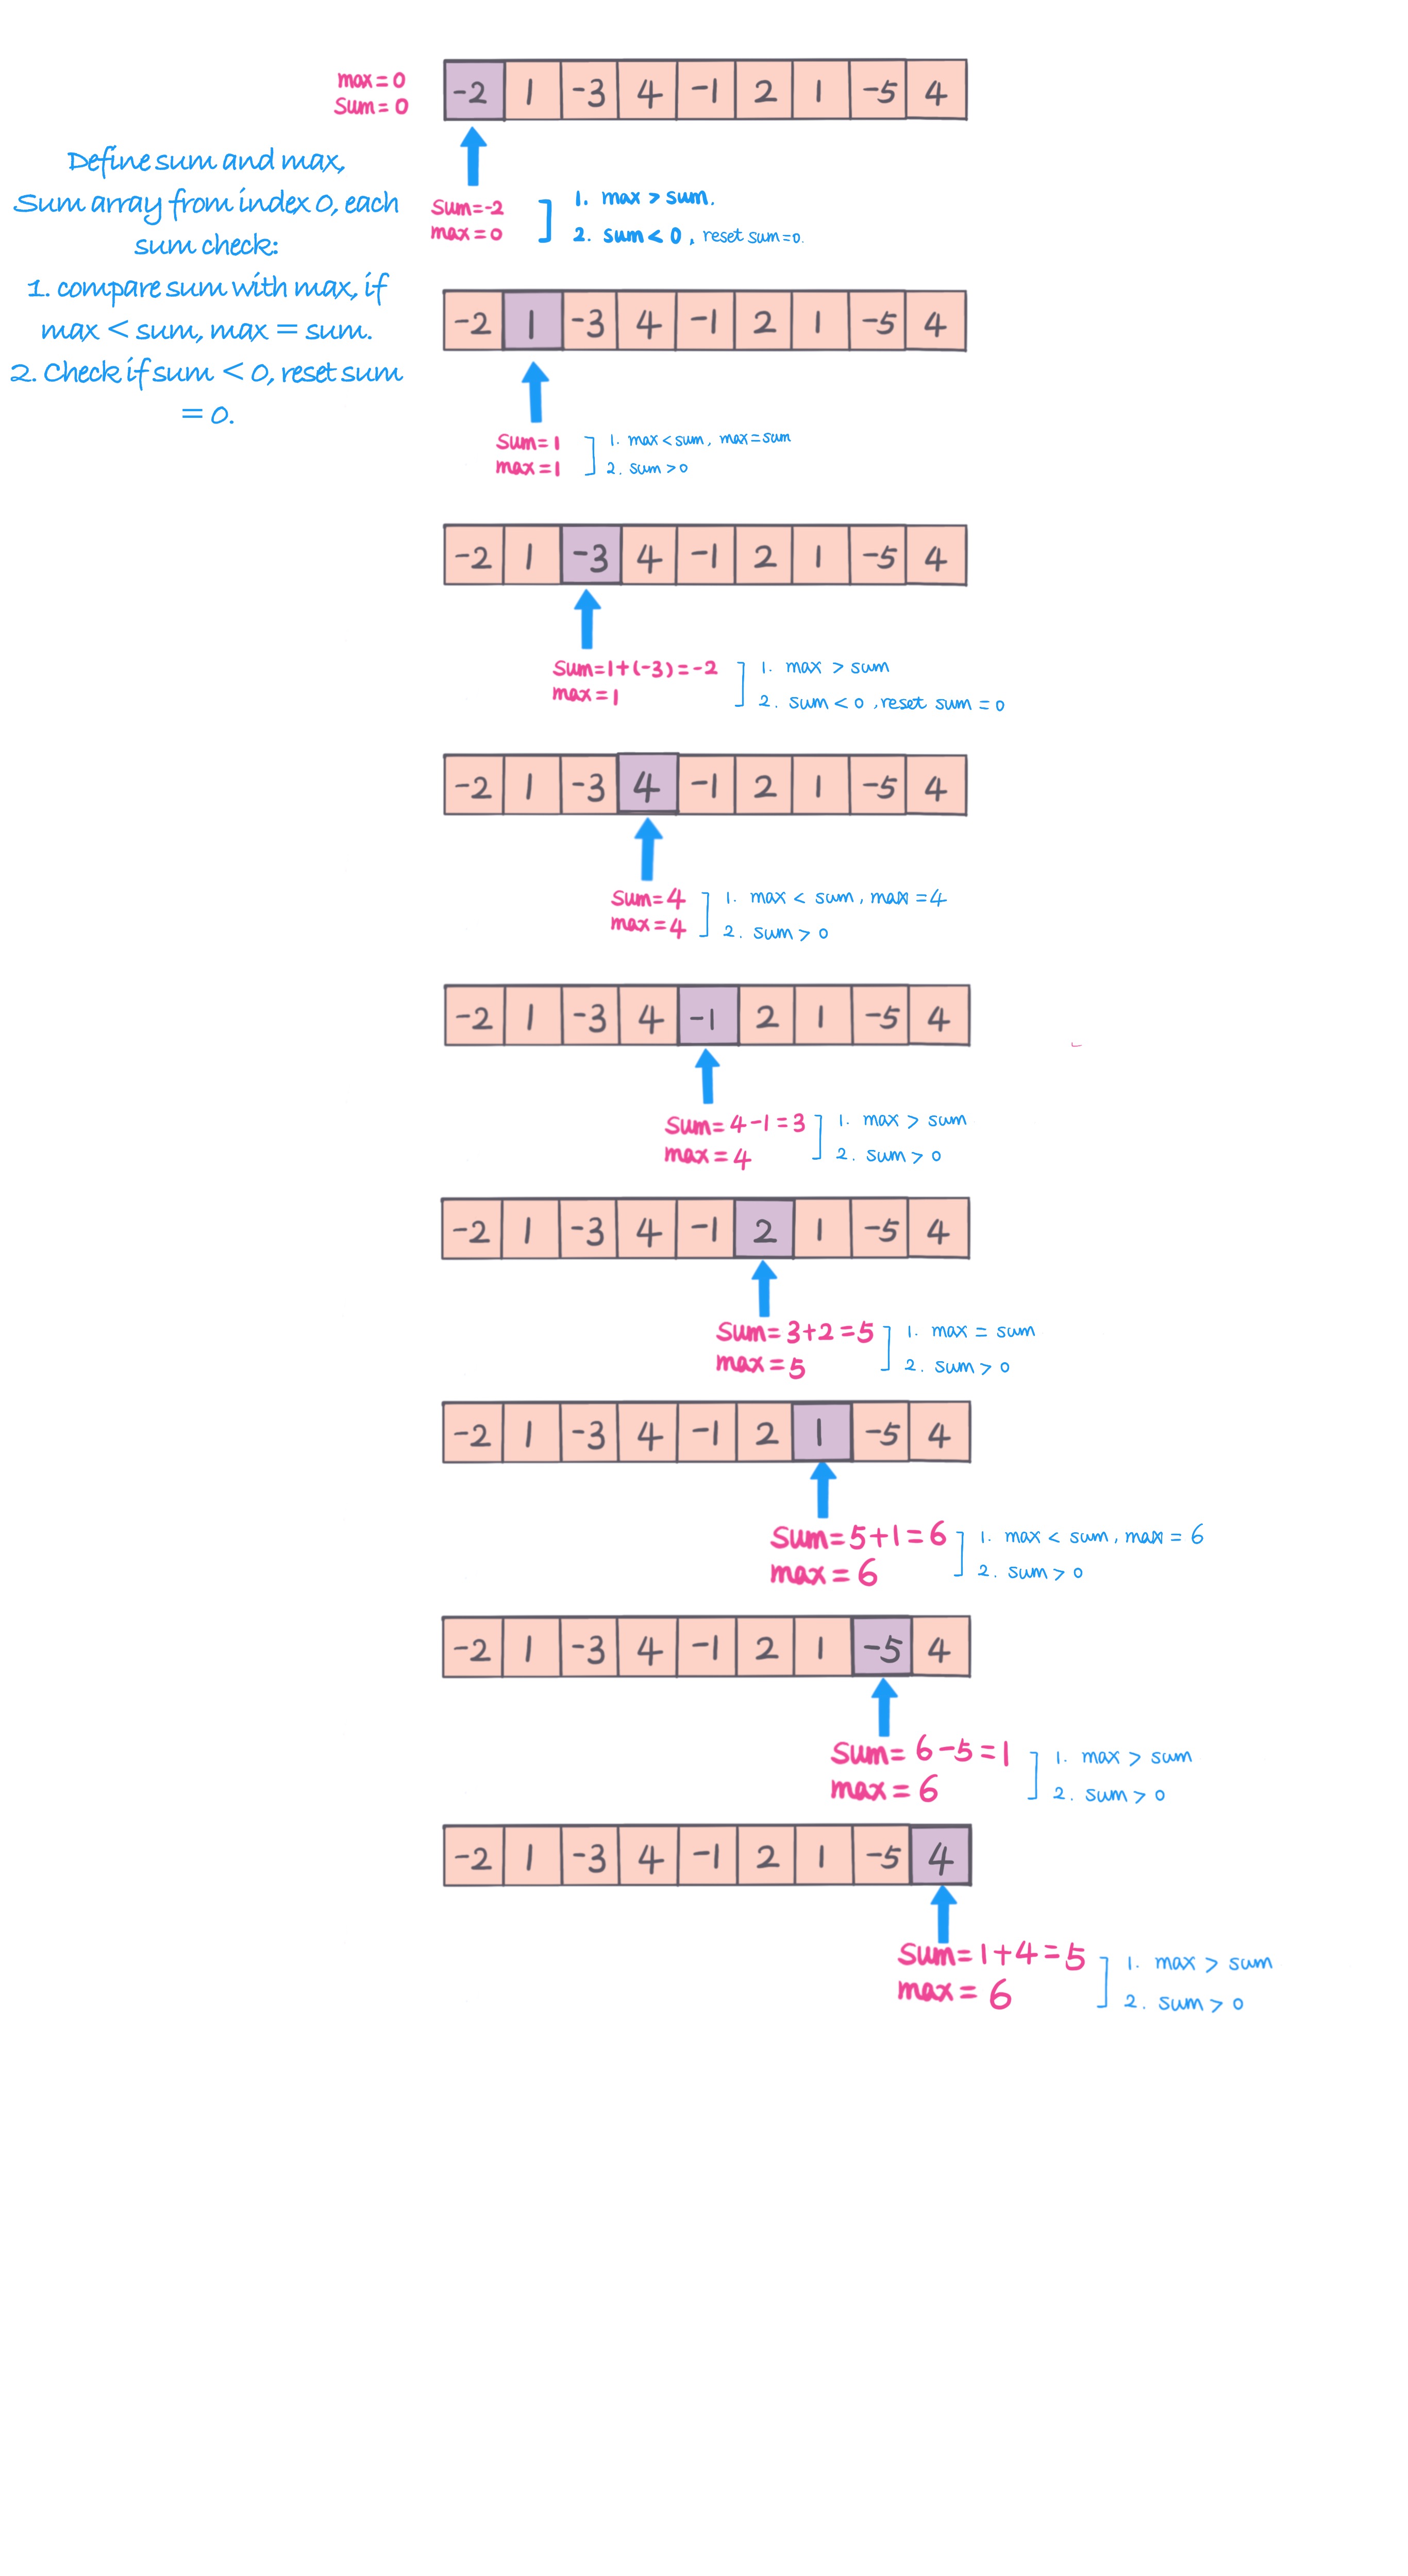 max=0
Sum=0
-2 1 -3 4 -1 2 1 -5 4
Define sum and max,
Sum array from index 0, each
sum check:
1. compare sum with max, if
max < sum, max = sum.
2. Check if sum < 0, reset sum
= 0.
Sum=-2
max=0
1. max > sum.
2. sum<0, reset sum=0.
-2 1 -3 4 -1 2 1 -5 4
Sum=1
max=1
1. max<sum, max=sum
2. sum>0
-2 1 -3 4 -1 2 1 -5 4
Sum=1+(-3)=-2
max=1
1. max > sum
2. sum<0, reset sum=0
-2 1 -3 4 -1 2 1 -5 4
Sum=4
max=4
1. max < sum, max=4
2. sum>0
-2 1 -3 4 -1 2 1 -5 4
Sum=4-1=3
max=4
1. max > sum
2. sum>0
-2 1 -3 4 -1 2 1 -5 4
Sum=3+2=5
max=5
1. max = sum
2. sum>0
-2 1 -3 4 -1 2 1 -5 4
Sum=5+1=6
max=6
1. max < sum, max=6
2. sum>0
-2 1 -3 4 -1 2 1 -5 4
Sum=6-5=1
max=6
1. max > sum
2. sum>0
-2 1 -3 4 -1 2 1 -5 4
Sum=1+4=5
max=6
1. max > sum
2. sum>0